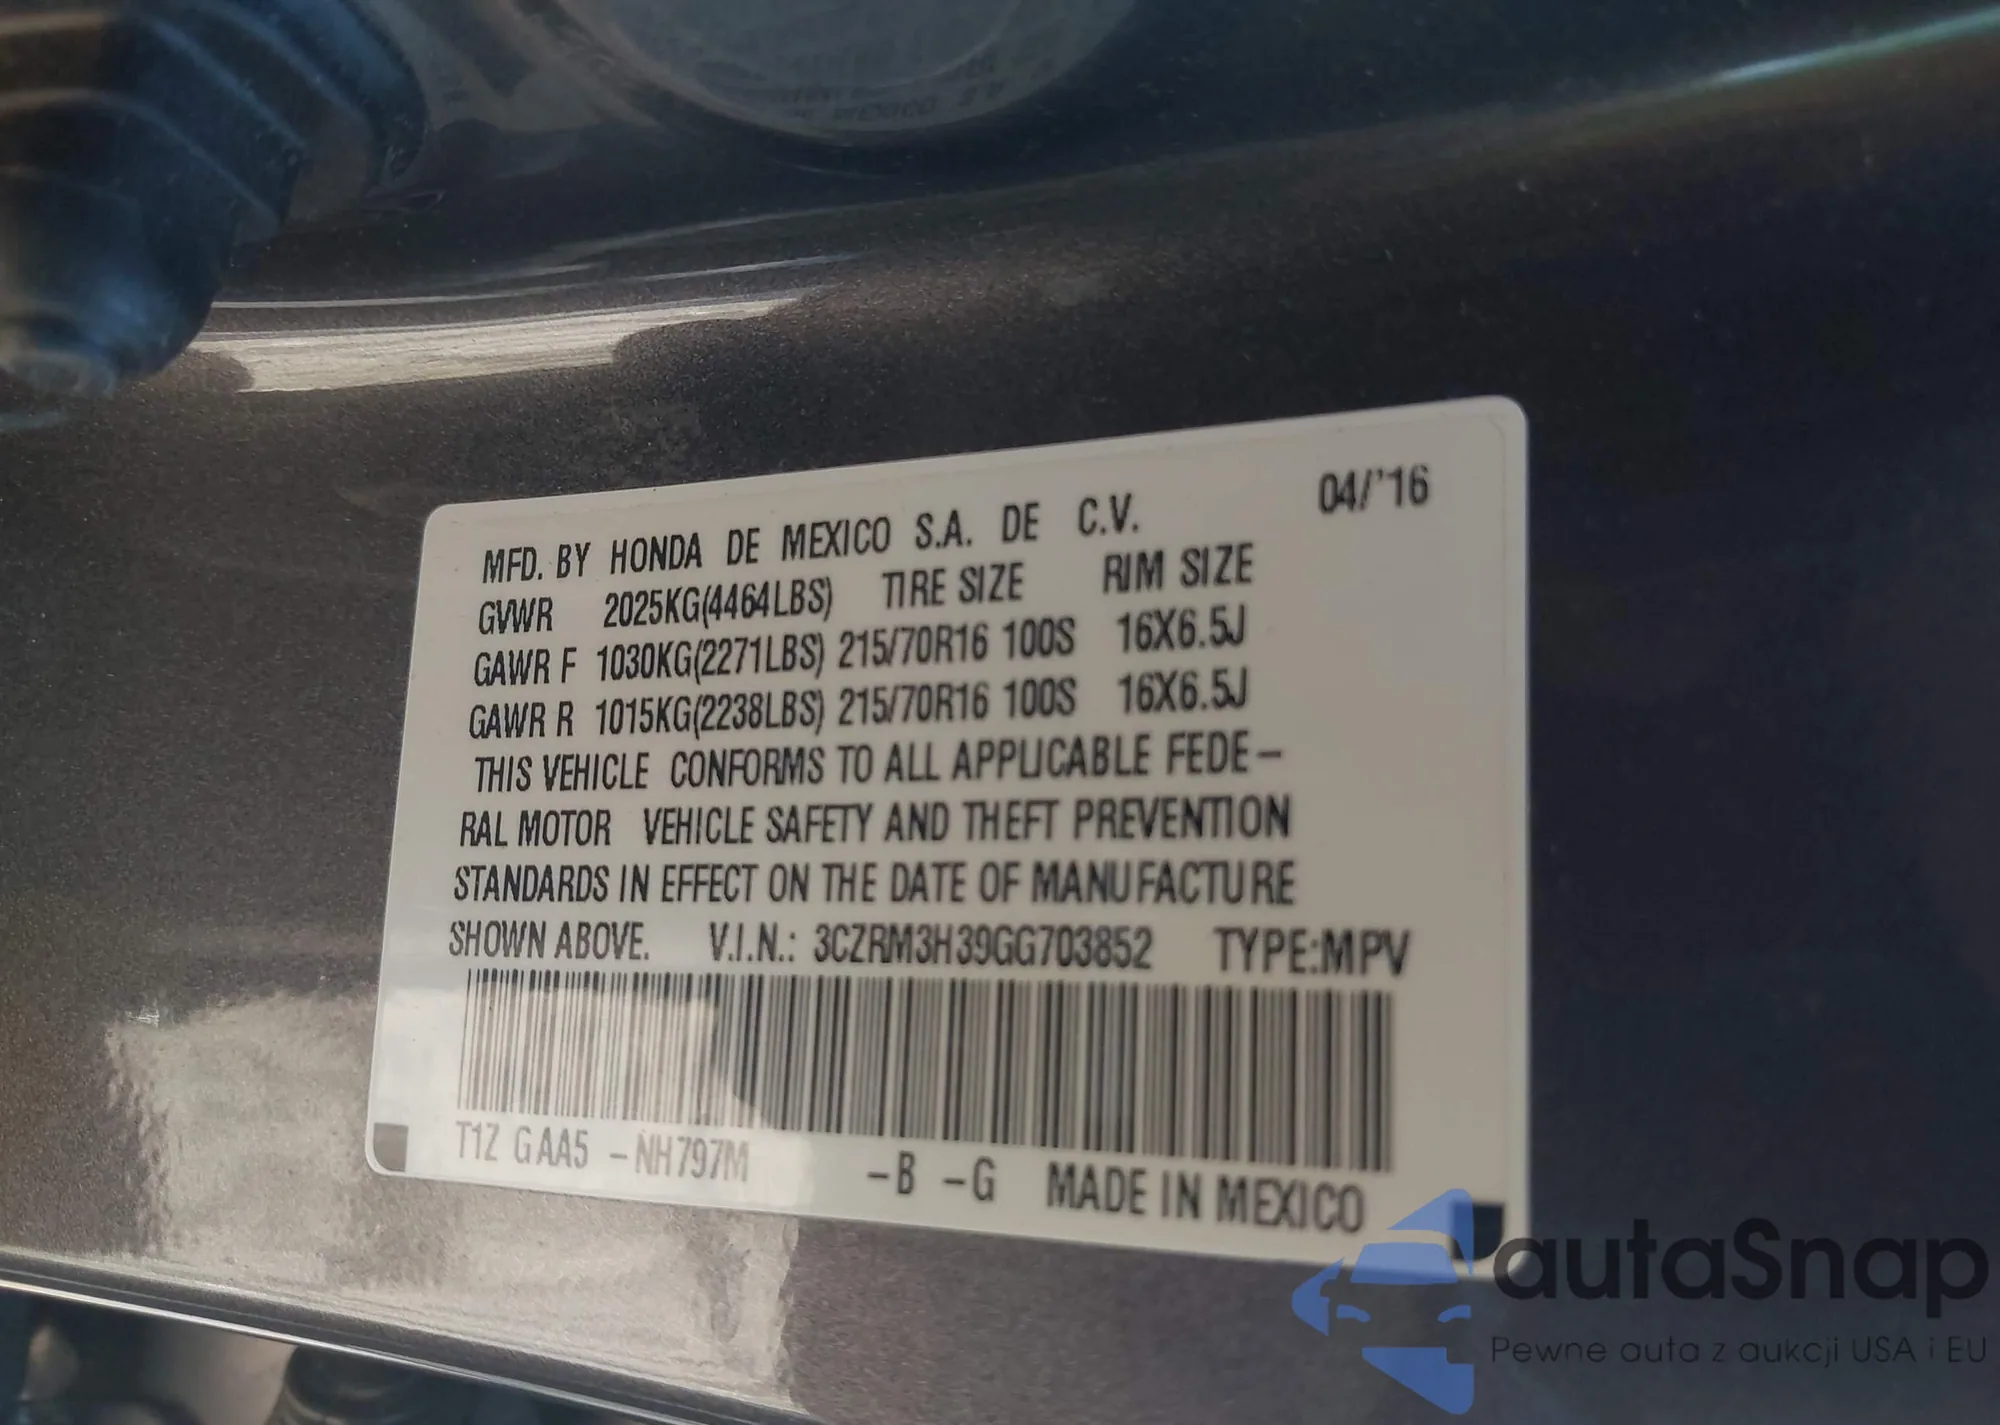 MFD. BY HONDA DE MEXICO S.A. DE C.V. 04/'16
GVWR 2025KG(4464LBS) TIRE SIZE RIM SIZE
GAWR F 1030KG(2271LBS) 215/70R16 100S 16X6.5J
GAWR R 1015KG(2238LBS) 215/70R16 100S 16X6.5J
THIS VEHICLE CONFORMS TO ALL APPLICABLE FEDE-
RAL MOTOR VEHICLE SAFETY AND THEFT PREVENTION
STANDARDS IN EFFECT ON THE DATE OF MANUFACTURE
SHOWN ABOVE. V.I.N.: 3CZRM3H39GG703852 TYPE:MPV
T1Z GAA5 -NH797M -B -G MADE IN MEXICO
autaSnap
Pewne auta z aukcji USA i EU